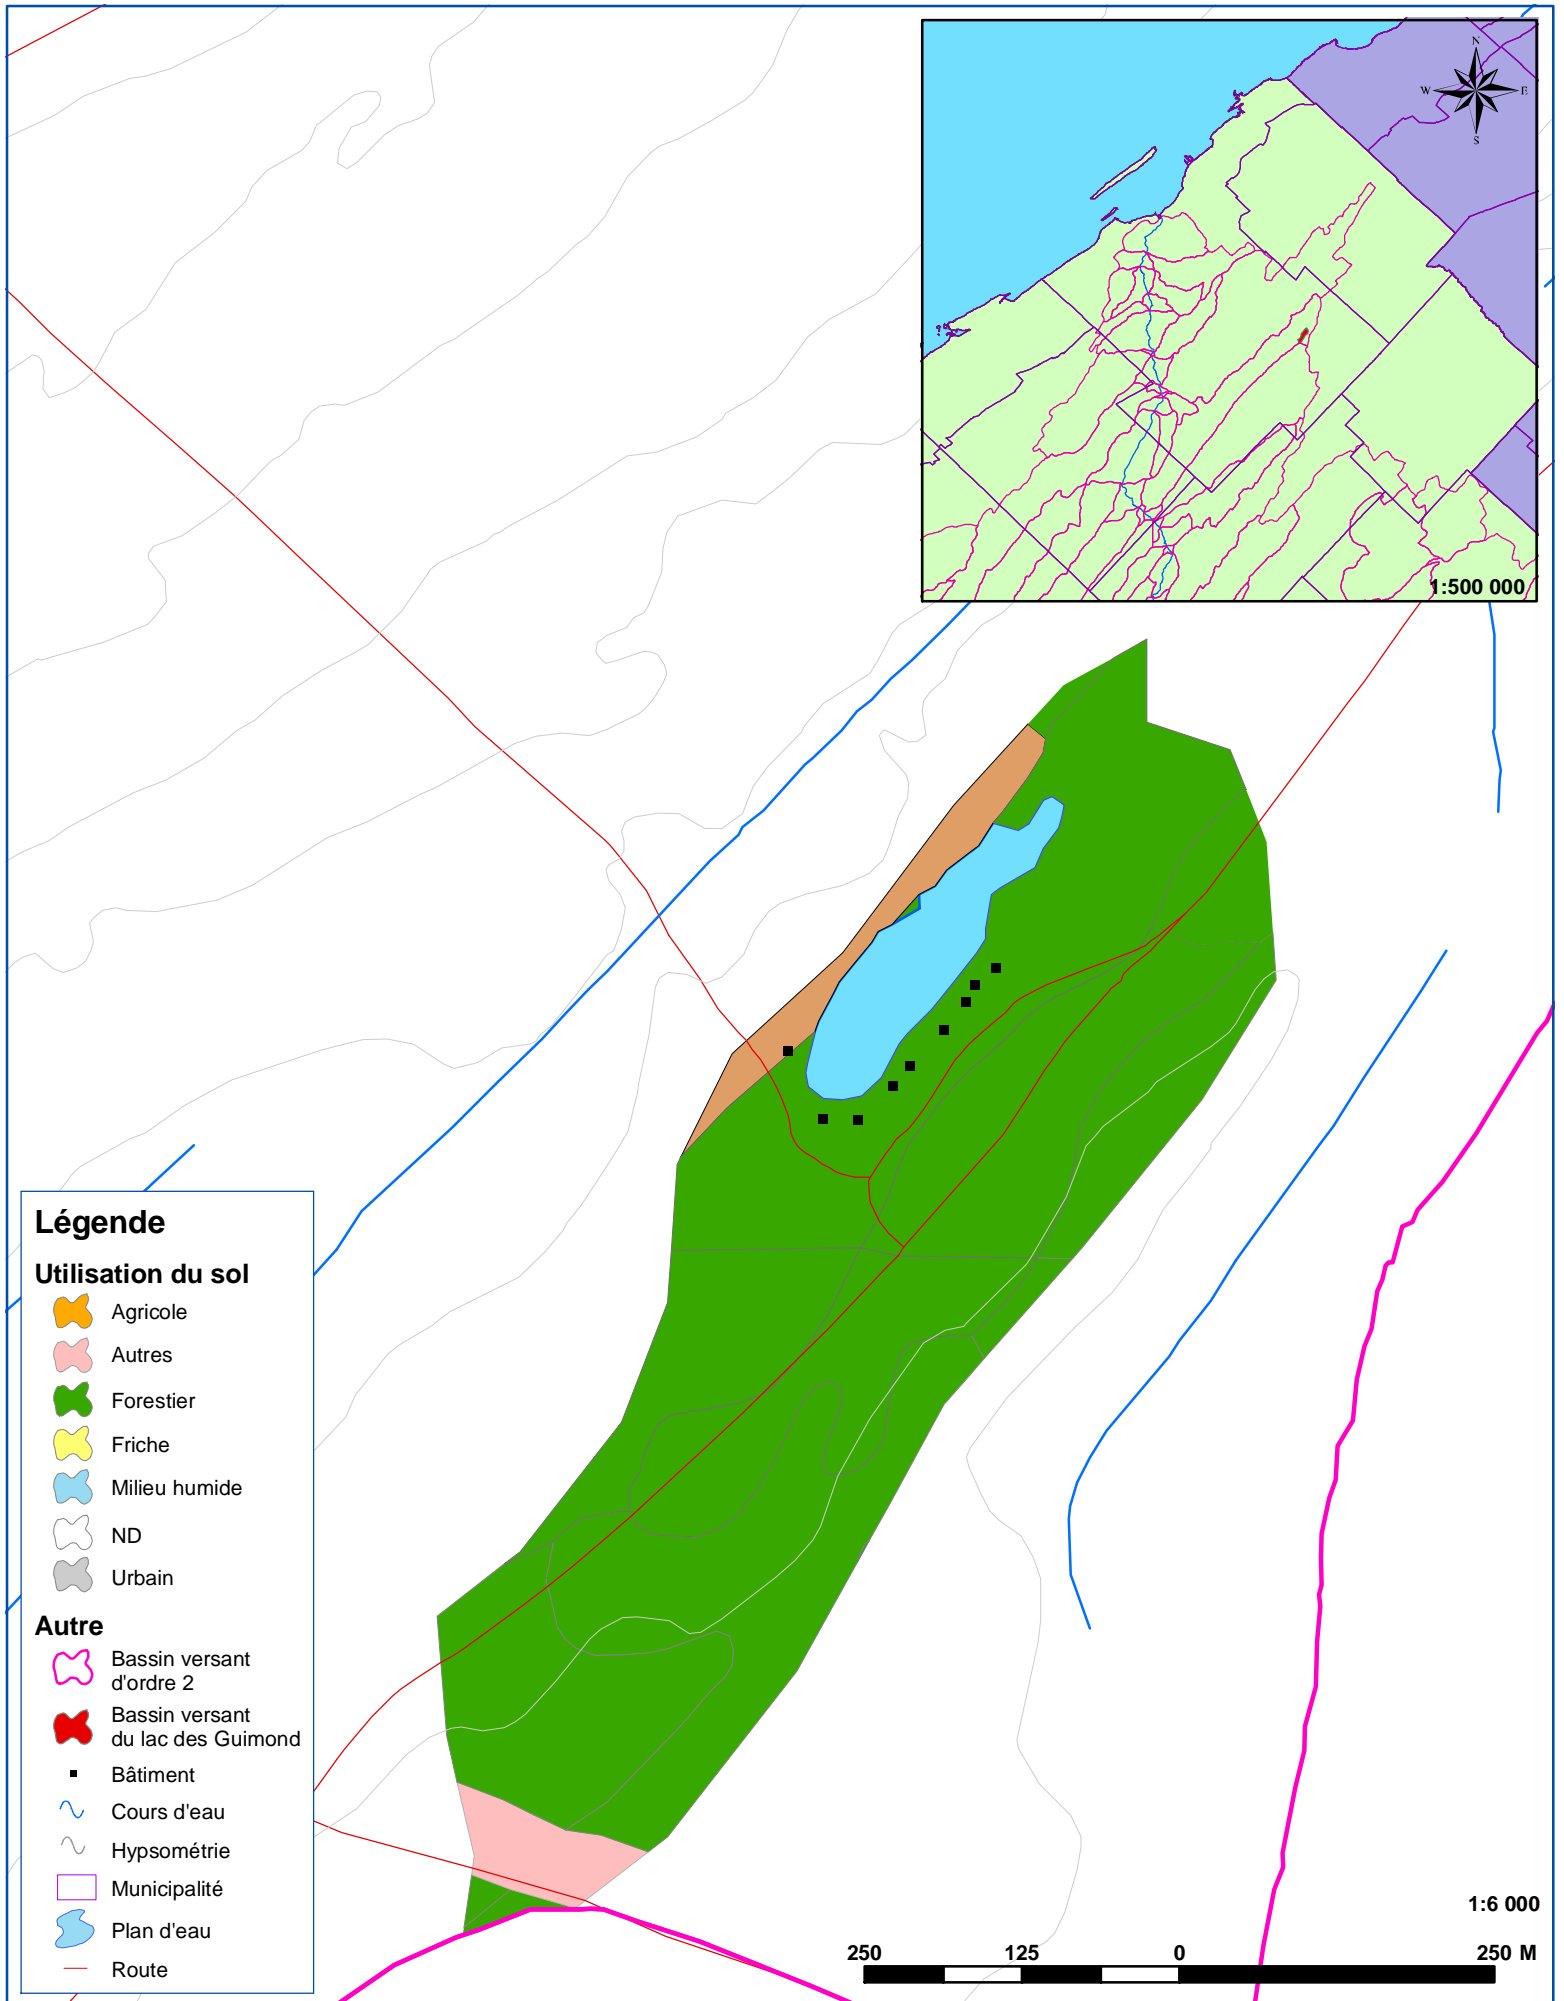 N
W
E
S
1:500 000
Légende
Utilisation du sol
Agricole
Autres
Forestier
Friche
Milieu humide
ND
Urbain
Autre
Bassin versant
d'ordre 2
Bassin versant
du lac des Guimond
Bâtiment
Cours d'eau
Hypsométrie
Municipalité
Plan d'eau
Route
1:6 000
250 125 0 250 M